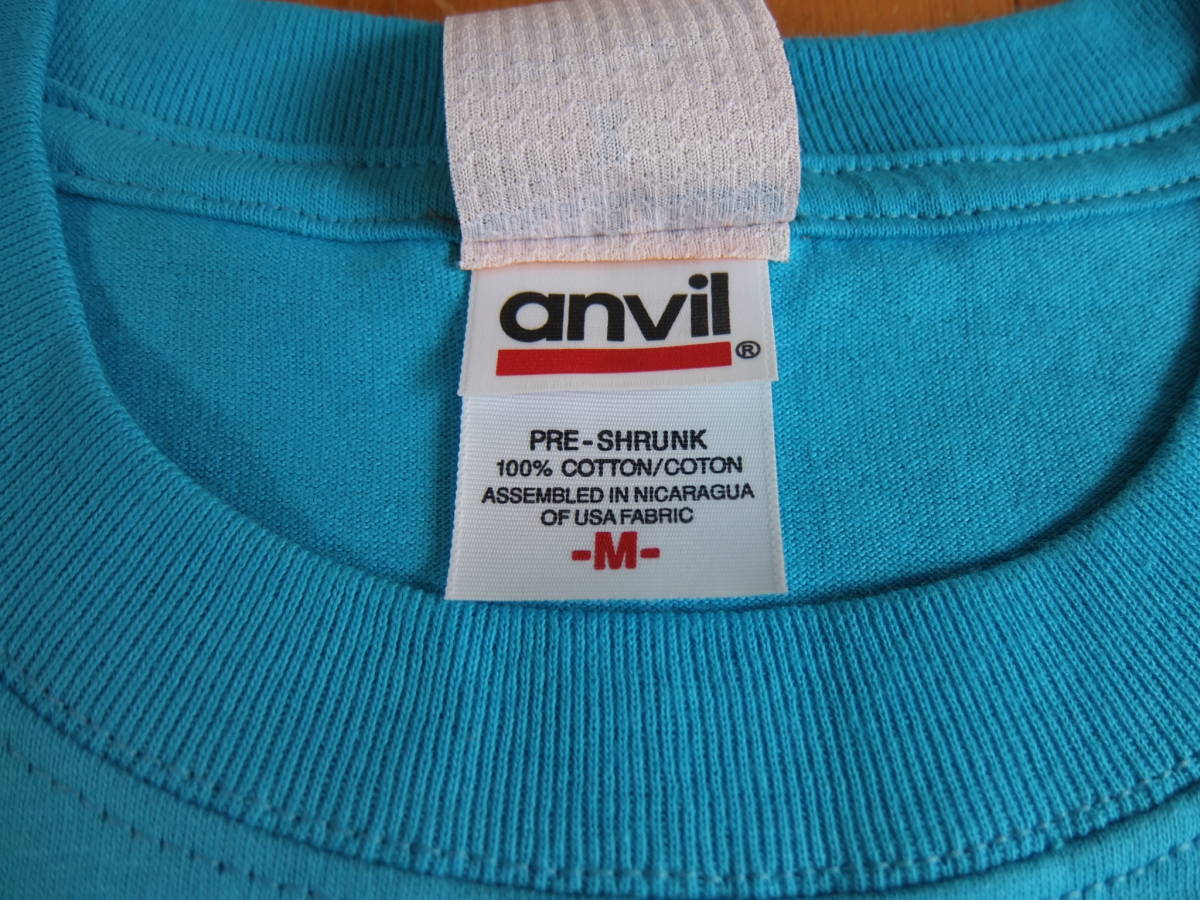 anvil®
PRE-SHRUNK
100% COTTON/COTON
ASSEMBLED IN NICARAGUA
OF USA FABRIC
-M-